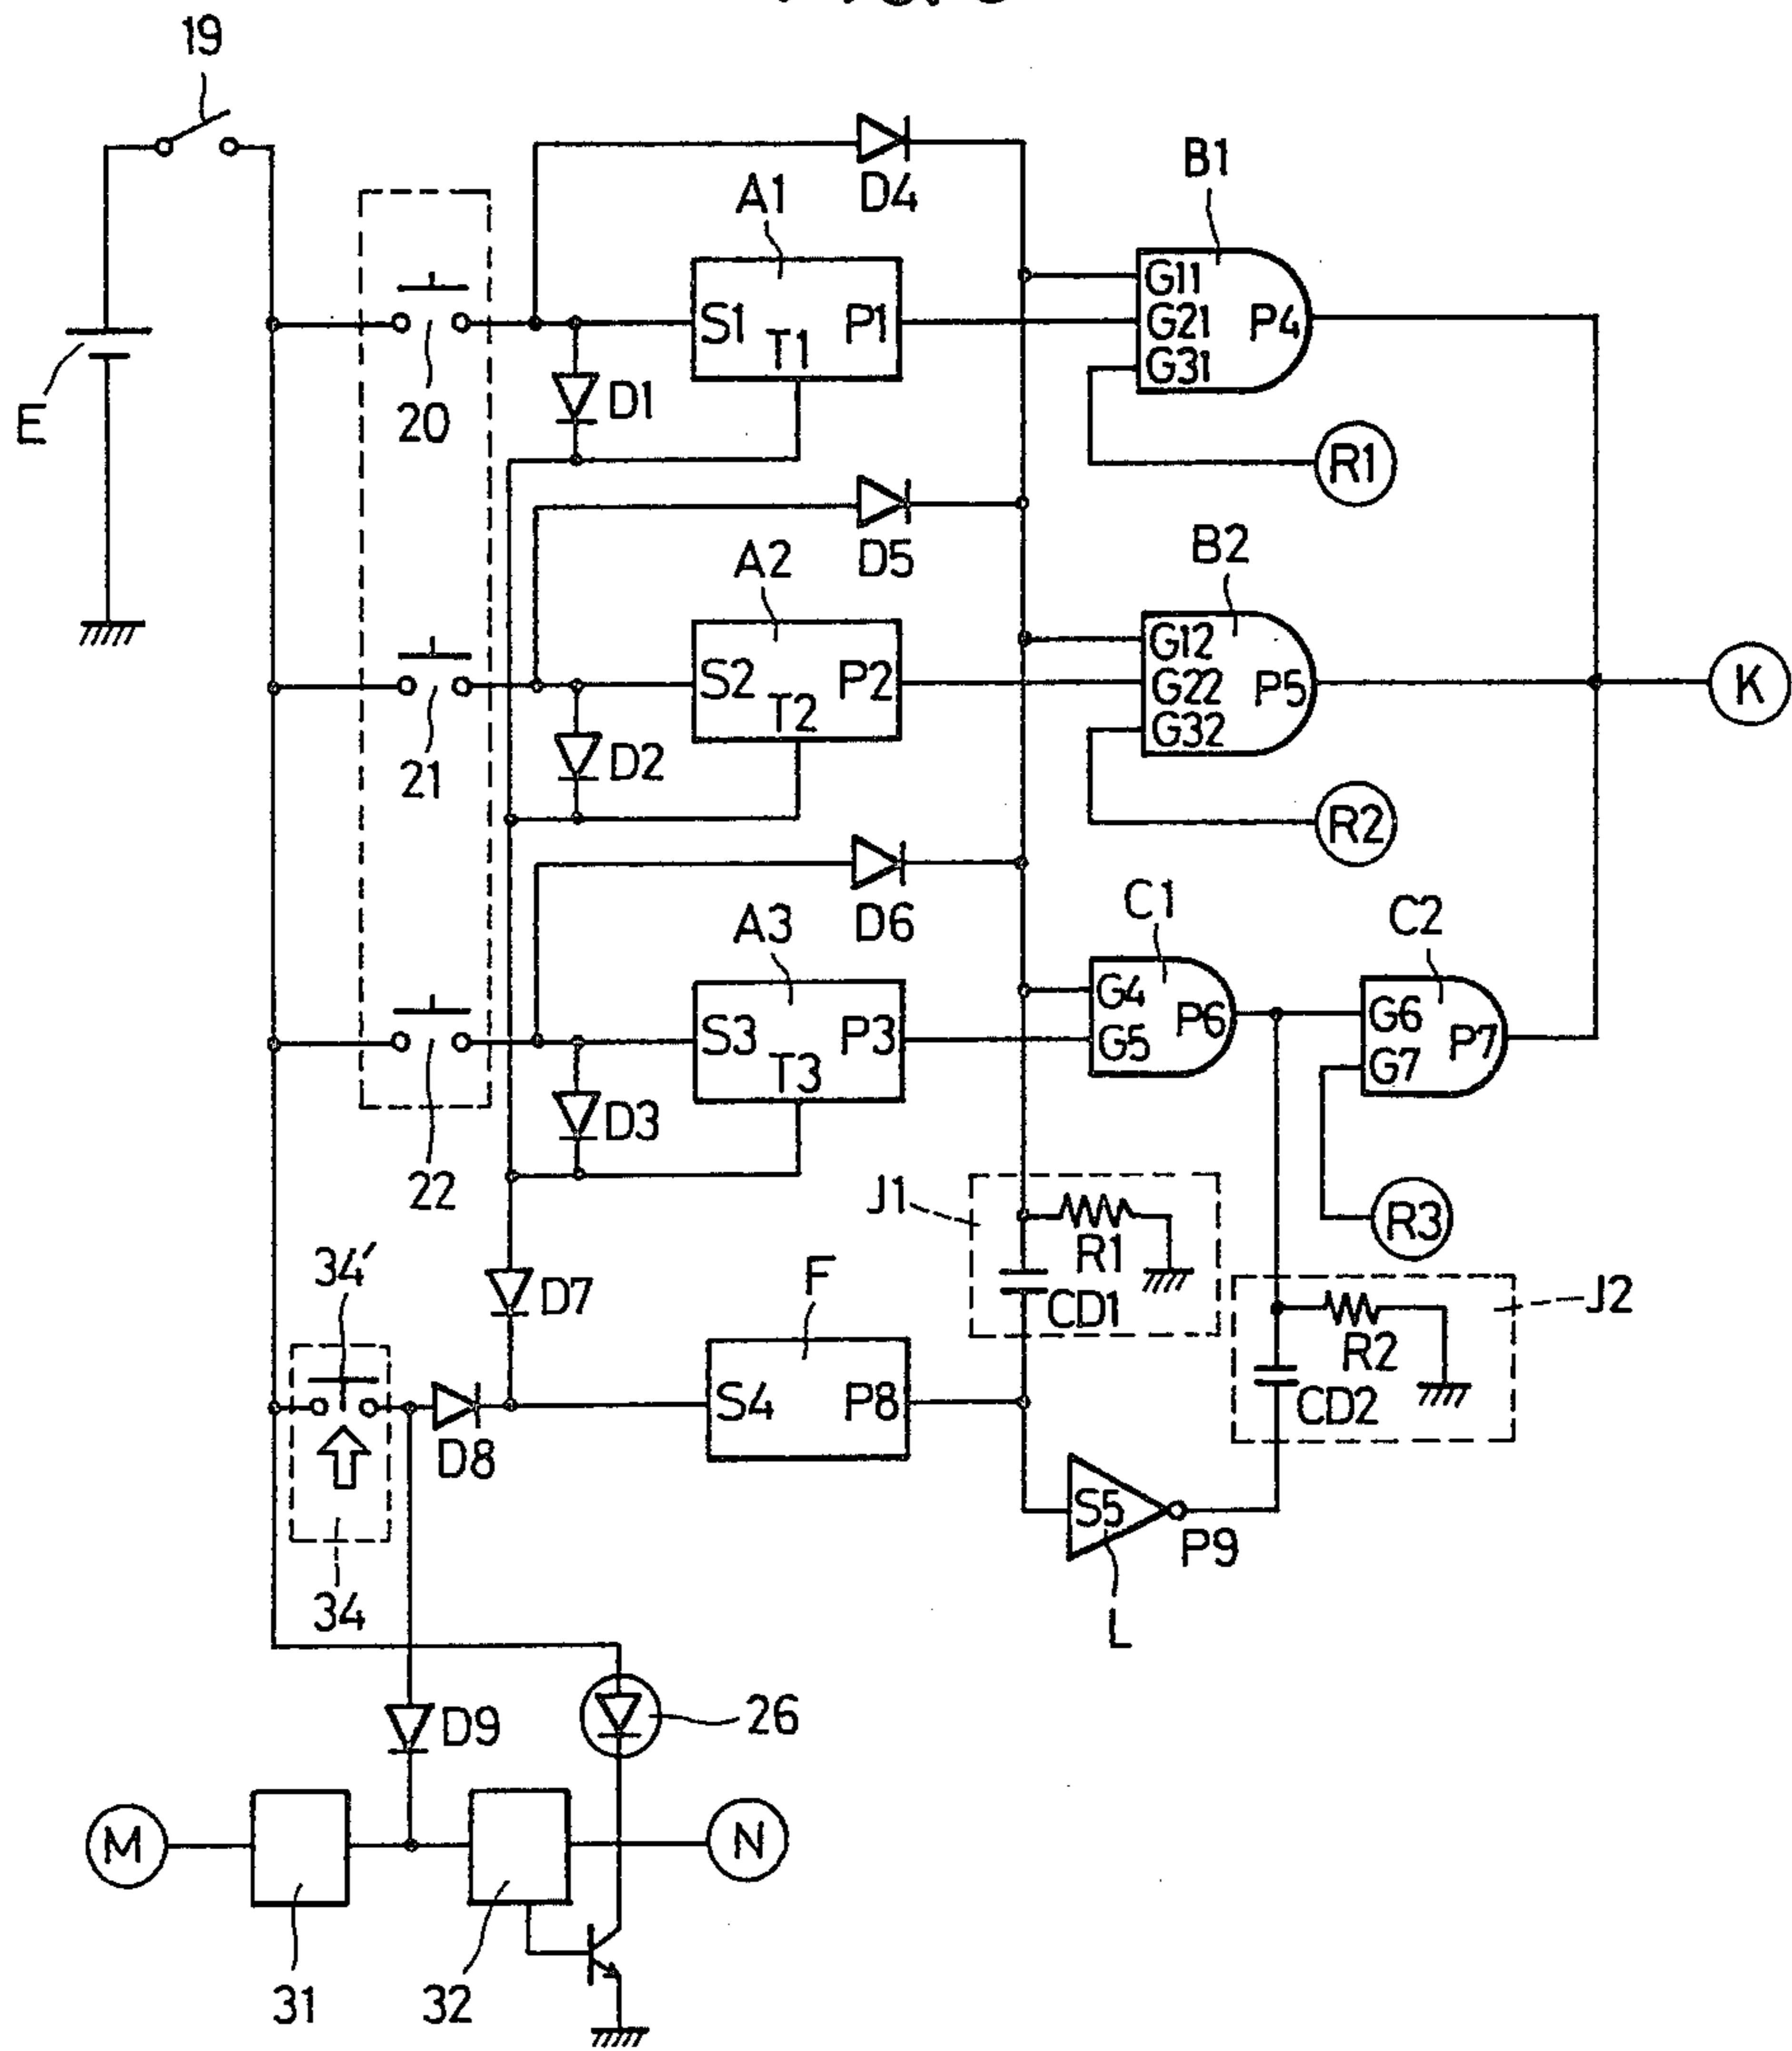 19
E
20
21
22
D4
A1
S1
T1
P1
D1
B1
G11
G21
G31
P4
R1
D5
A2
S2
T2
P2
D2
B2
G12
G22
G32
P5
R2
K
D6
A3
S3
T3
P3
D3
C1
G4
G5
P6
C2
G6
G7
P7
R3
J1
R1
CD1
J2
R2
CD2
34'
34
D7
D8
F
S4
P8
S5
P9
L
D9
26
M
31
32
N